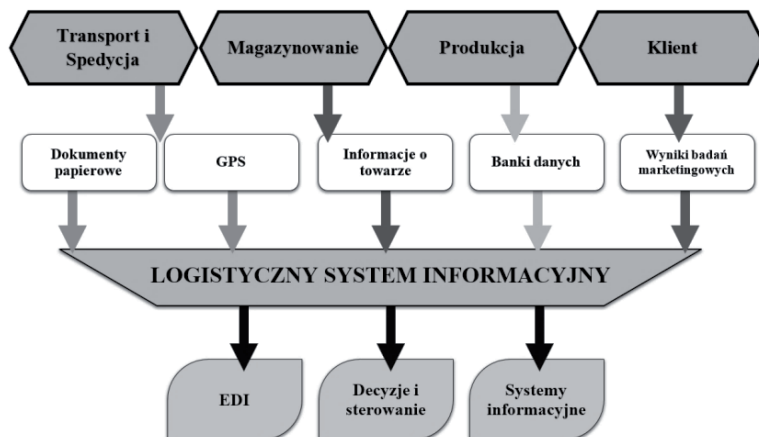 Transport i
Spedycja
Magazynowanie
Produkcja
Klient
Dokumenty
papierowe
GPS
Informacje o
towarze
Banki danych
Wyniki badań
marketingowych
LOGISTYCZNY SYSTEM INFORMACYJNY
EDI
Decyzje i
sterowanie
Systemy
informacyjne